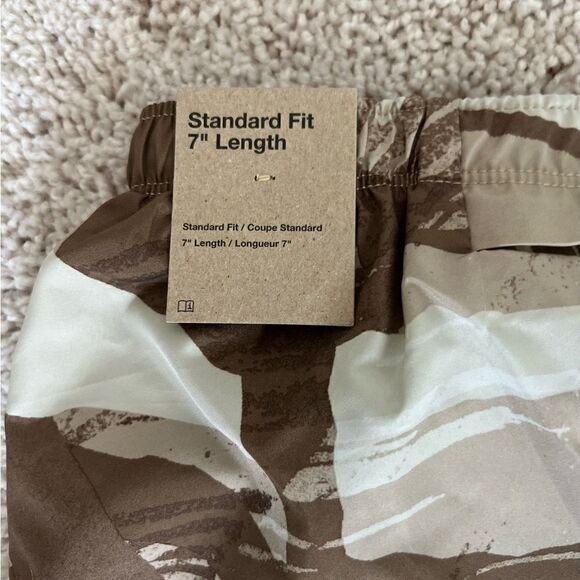 Standard Fit
7" Length
Standard Fit / Coupe Standard
7" Length / Longueur 7"